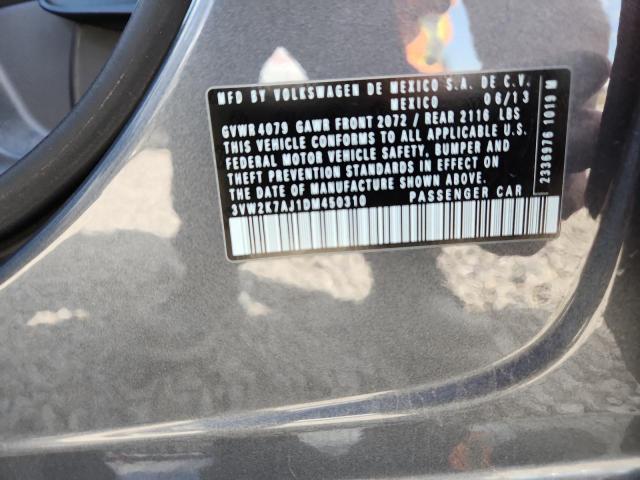 MFD BY VOLKSWAGEN DE MEXICO S.A. DE C.V.
MEXICO 06/13
GVWR 4079 GAWR FRONT 2072 / REAR 2116 LBS
THIS VEHICLE CONFORMS TO ALL APPLICABLE U.S.
FEDERAL MOTOR VEHICLE SAFETY, BUMPER AND
THEFT PREVENTION STANDARDS IN EFFECT ON
THE DATE OF MANUFACTURE SHOWN ABOVE.
3VW2K7AJ1DM450310 PASSENGER CAR
2336976 1019 M